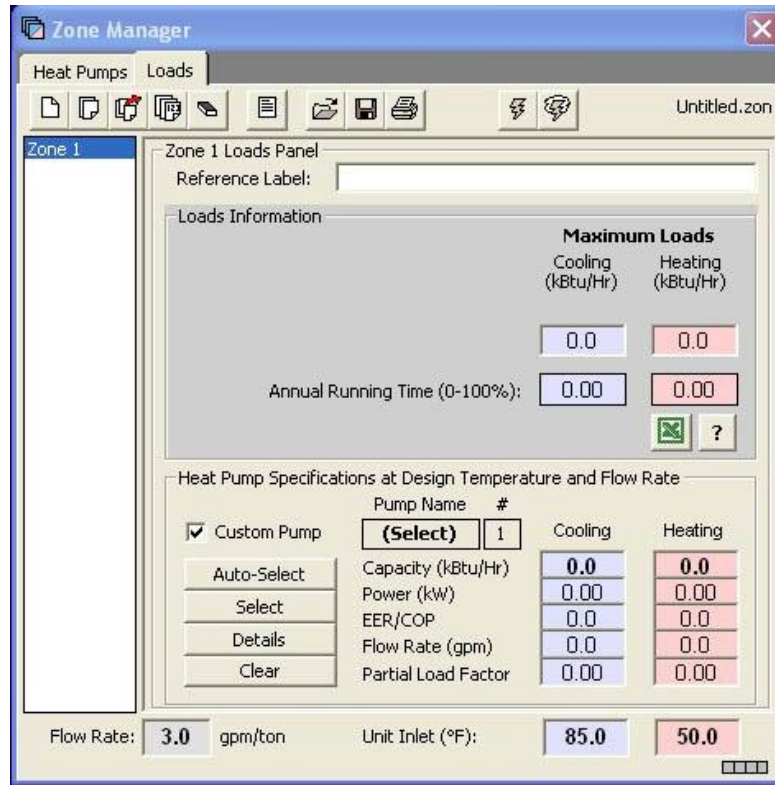 Zone Manager
Heat Pumps Loads
Untitled.zon
Zone 1
Zone 1 Loads Panel
Reference Label:
Loads Information
Maximum Loads
Cooling (kBtu/Hr) Heating (kBtu/Hr)
0.0 0.0
Annual Running Time (0-100%): 0.00 0.00
?
Heat Pump Specifications at Design Temperature and Flow Rate
Pump Name #
Custom Pump (Select) 1 Cooling Heating
Auto-Select Capacity (kBtu/Hr) 0.0 0.0
Power (kW) 0.00 0.00
Select
EER/COP 0.0 0.0
Details Flow Rate (gpm) 0.0 0.0
Clear Partial Load Factor 0.00 0.00
Flow Rate: 3.0 gpm/ton Unit Inlet (°F): 85.0 50.0